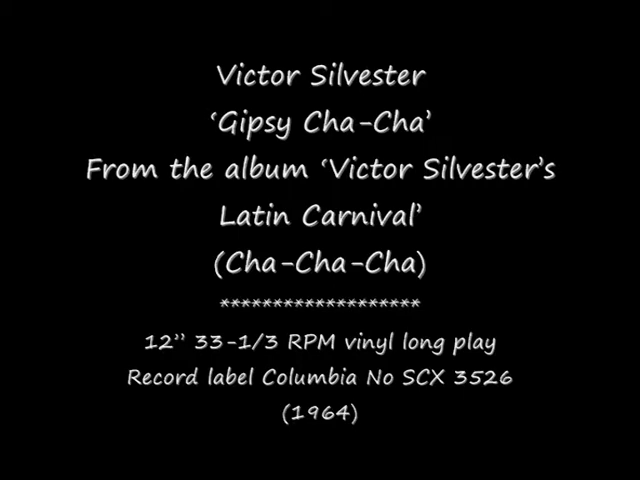 Victor Silvester
‘Gipsy Cha-Cha’
From the album ‘Victor Silvester’s
Latin Carnival’
(Cha-Cha-Cha)
*******************
12” 33-1/3 RPM vinyl long play
Record label Columbia No SCX 3526
(1964)